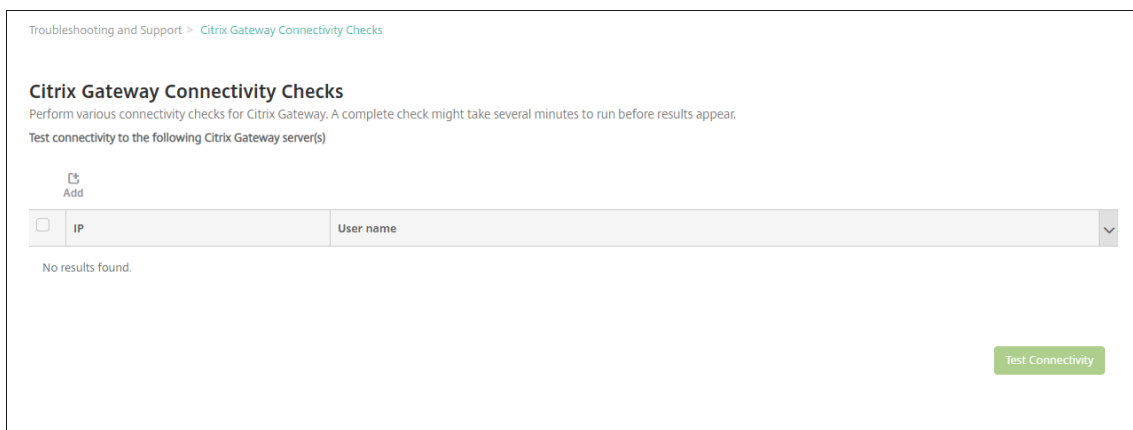 Troubleshooting and Support > Citrix Gateway Connectivity Checks
Citrix Gateway Connectivity Checks
Perform various connectivity checks for Citrix Gateway. A complete check might take several minutes to run before results appear.
Test connectivity to the following Citrix Gateway server(s)
Add
IP User name
No results found.
Test Connectivity